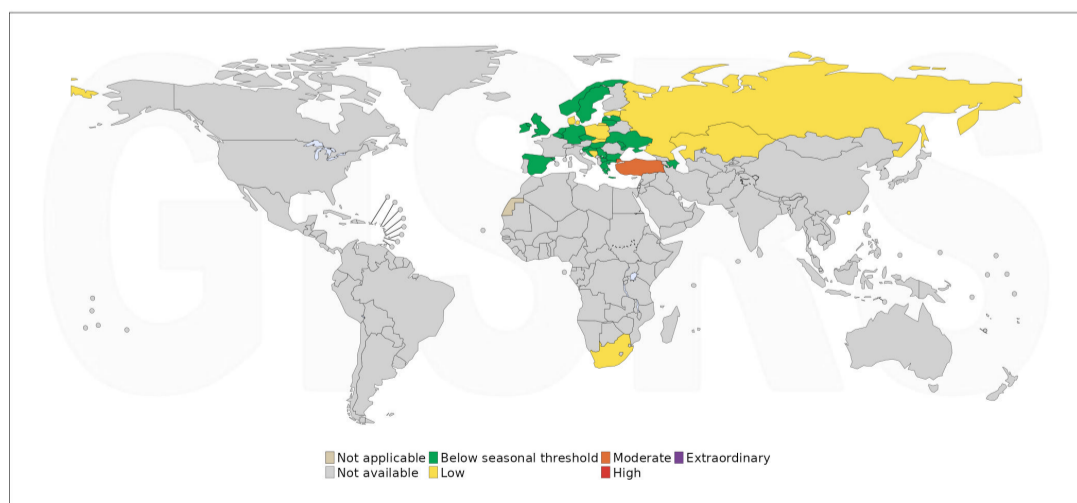 GISRS
Not applicable Below seasonal threshold Moderate Extraordinary
Not available Low High